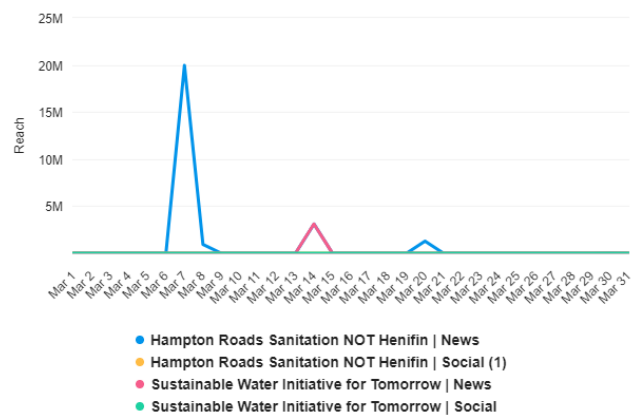 25M
20M
15M
10M
5M
Reach
Mar 1
Mar 2
Mar 3
Mar 4
Mar 5
Mar 6
Mar 7
Mar 8
Mar 9
Mar 10
Mar 11
Mar 12
Mar 13
Mar 14
Mar 15
Mar 16
Mar 17
Mar 18
Mar 19
Mar 20
Mar 21
Mar 22
Mar 23
Mar 24
Mar 25
Mar 26
Mar 27
Mar 28
Mar 29
Mar 30
Mar 31
Hampton Roads Sanitation NOT Henifin | News
Hampton Roads Sanitation NOT Henifin | Social (1)
Sustainable Water Initiative for Tomorrow | News
Sustainable Water Initiative for Tomorrow | Social